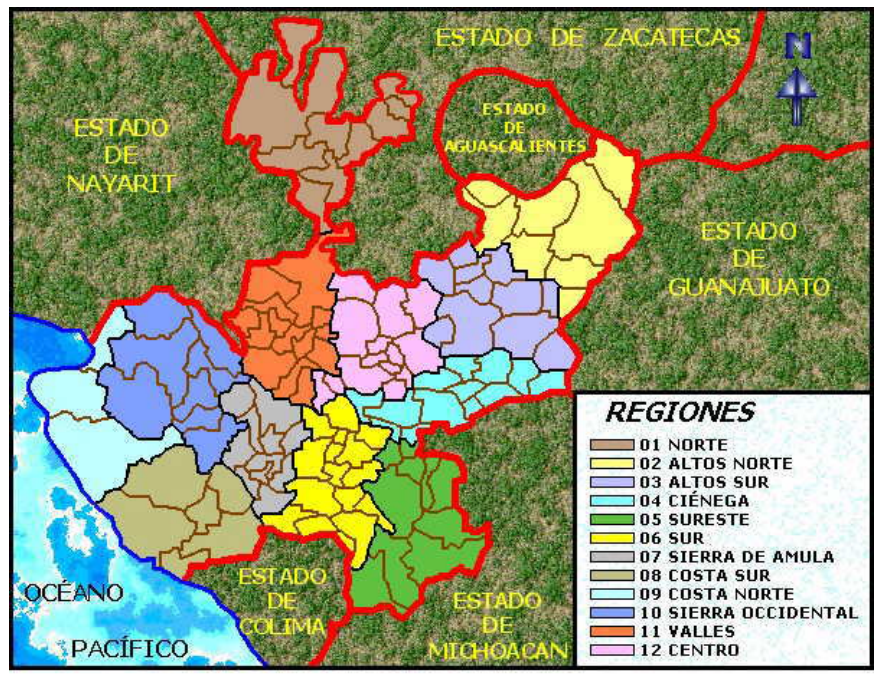 ESTADO DE ZACATECAS
N
ESTADO
DE
AGUASCALIENTES
ESTADO
DE
NAYARIT
ESTADO
DE
GUANAJUATO
REGIONES
01 NORTE
02 ALTOS NORTE
03 ALTOS SUR
04 CIÉNEGA
05 SURESTE
06 SUR
07 SIERRA DE AMULA
08 COSTA SUR
09 COSTA NORTE
10 SIERRA OCCIDENTAL
11 VALLES
12 CENTRO
OCÉANO
PACÍFICO
ESTADO
DE
COLIMA
ESTADO
DE
MICHOACAN